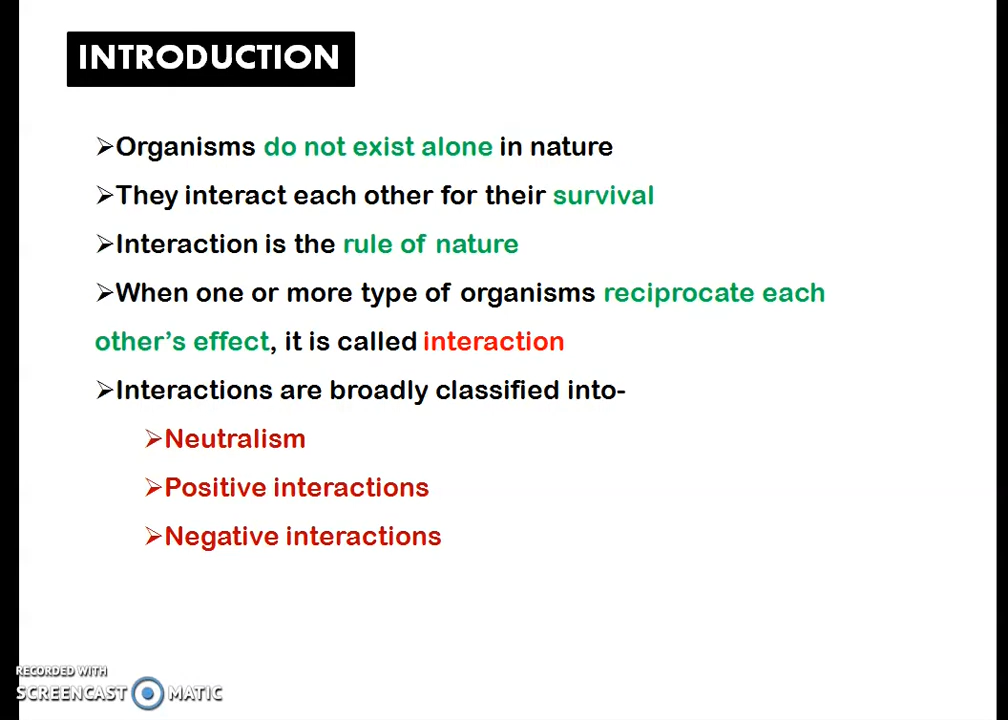 INTRODUCTION
➢Organisms do not exist alone in nature
➢They interact each other for their survival
➢Interaction is the rule of nature
➢When one or more type of organisms reciprocate each
other’s effect, it is called interaction
➢Interactions are broadly classified into-
➢Neutralism
➢Positive interactions
➢Negative interactions
RECORDED WITH
SCREENCAST MATIC